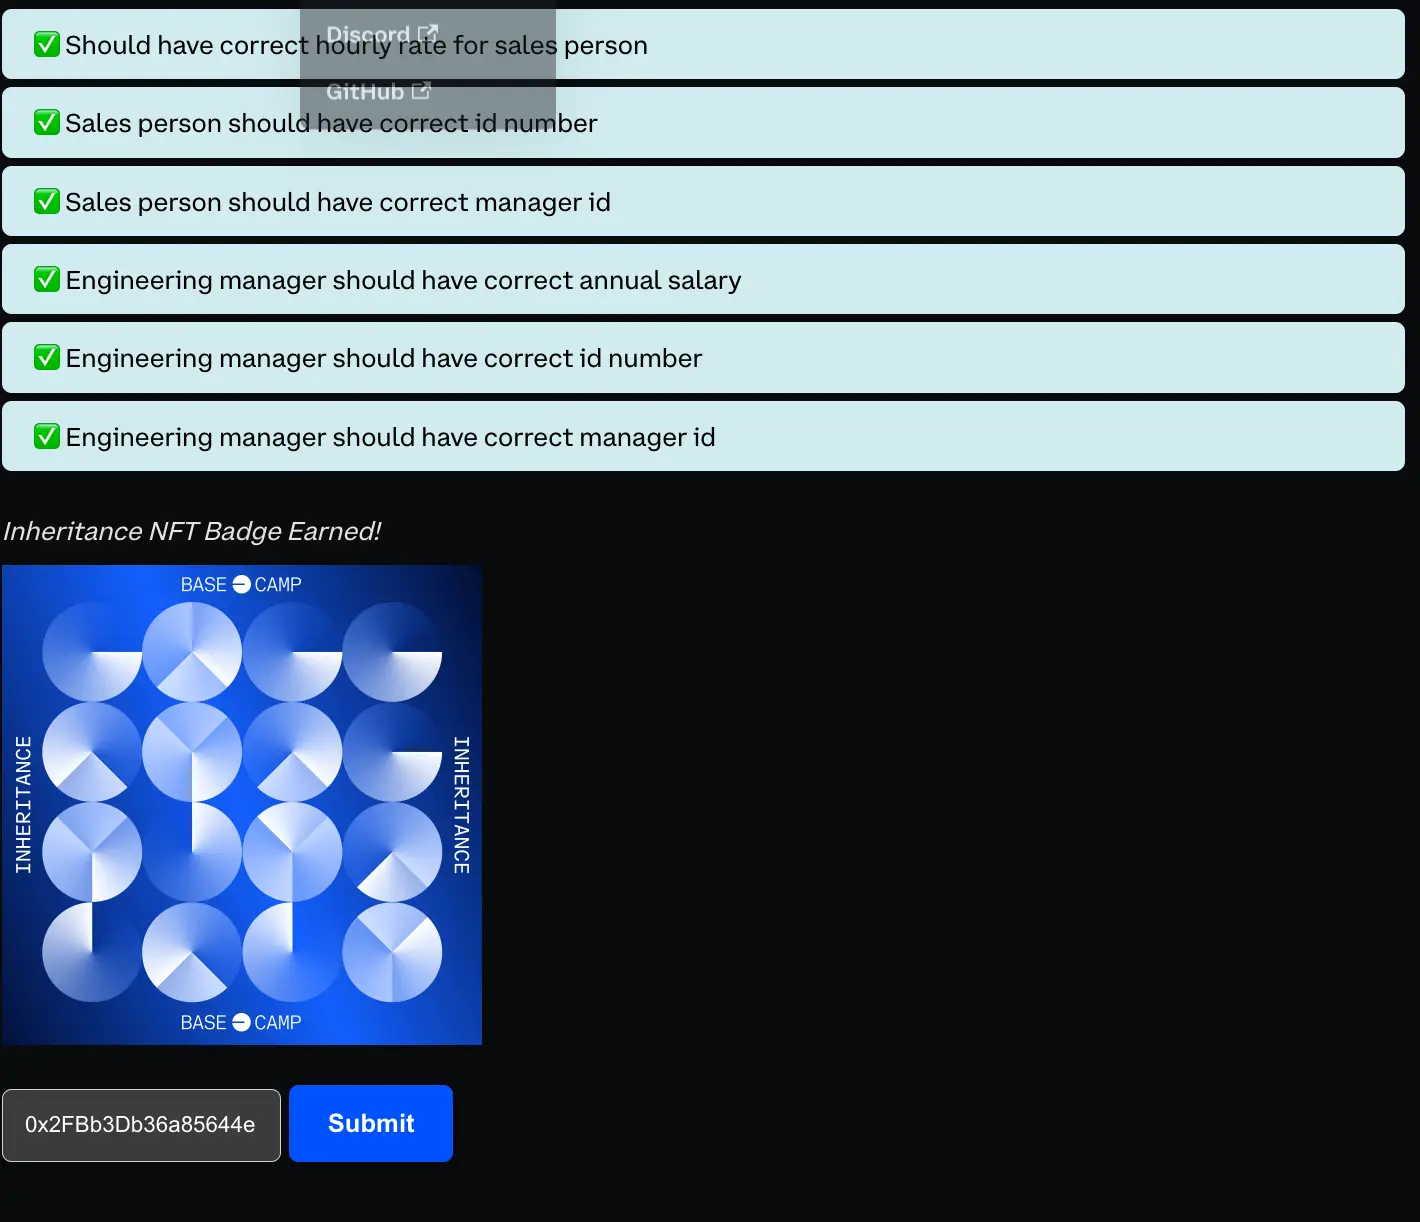 Discord
✅ Should have correct hourly rate for sales person
GitHub
✅ Sales person should have correct id number
✅ Sales person should have correct manager id
✅ Engineering manager should have correct annual salary
✅ Engineering manager should have correct id number
✅ Engineering manager should have correct manager id
Inheritance NFT Badge Earned!
BASE CAMP
INHERITANCE
INHERITANCE
BASE CAMP
0x2FBb3Db36a85644e
Submit